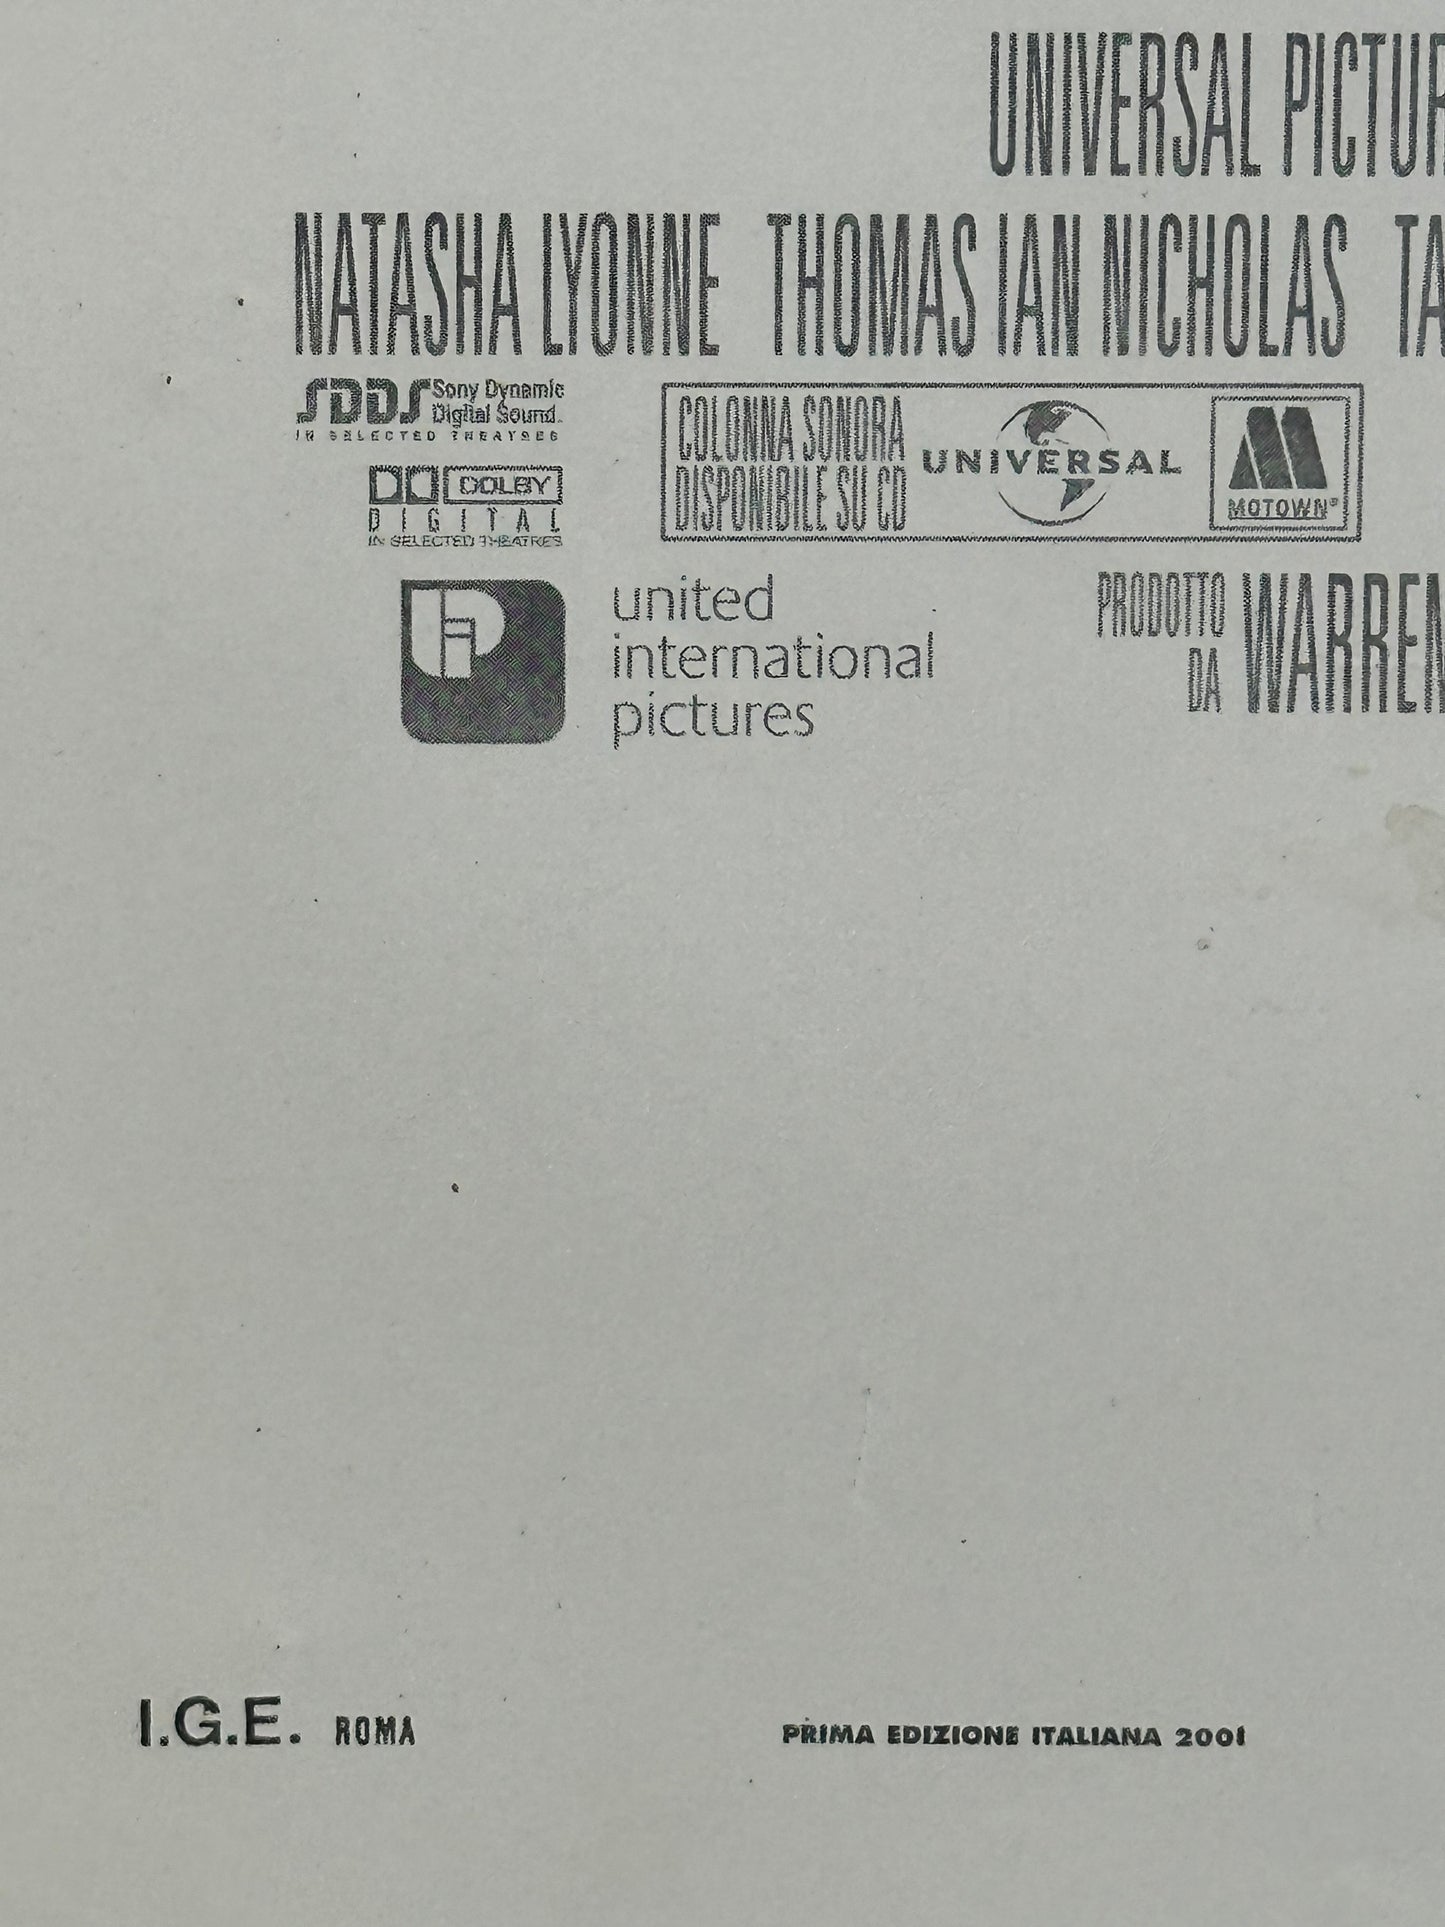 UNIVERSAL PICTUR
NATASHA LYONNE THOMAS IAN NICHOLAS TA
SDDS Sony Dynamic
Digital Sound.
IN SELECTED THEATRES
COLONNA SONORA
DISPONIBILE SU CD
UNIVERSAL
MOTOWN®
DOLBY
DIGITAL
IN SELECTED THEATRES
united
international
pictures
PRODOTTO
DA WARREN
I.G.E. ROMA
PRIMA EDIZIONE ITALIANA 2001